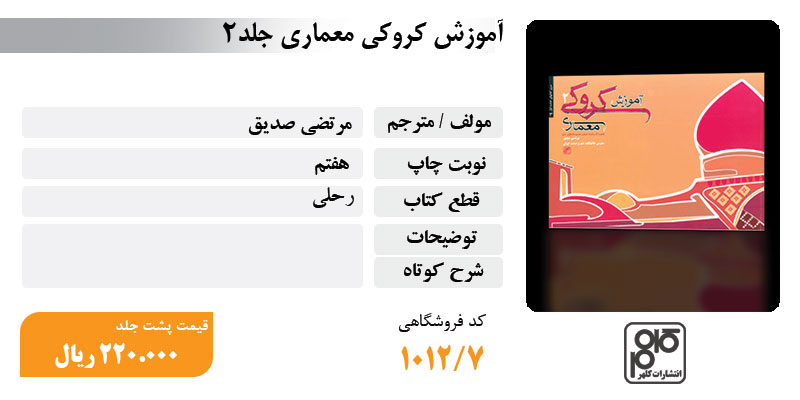 آموزش کروکی معماری جلد۲
مولف / مترجم
مرتضی صدیق
نوبت چاپ
هفتم
قطع کتاب
رحلی
توضیحات
شرح کوتاه
قیمت پشت جلد
۲۲۰.۰۰۰ ریال
کد فروشگاهی
۱۰۱۲/۷
آموزش
کروکی ۲
معماری
انتشارات کلهر